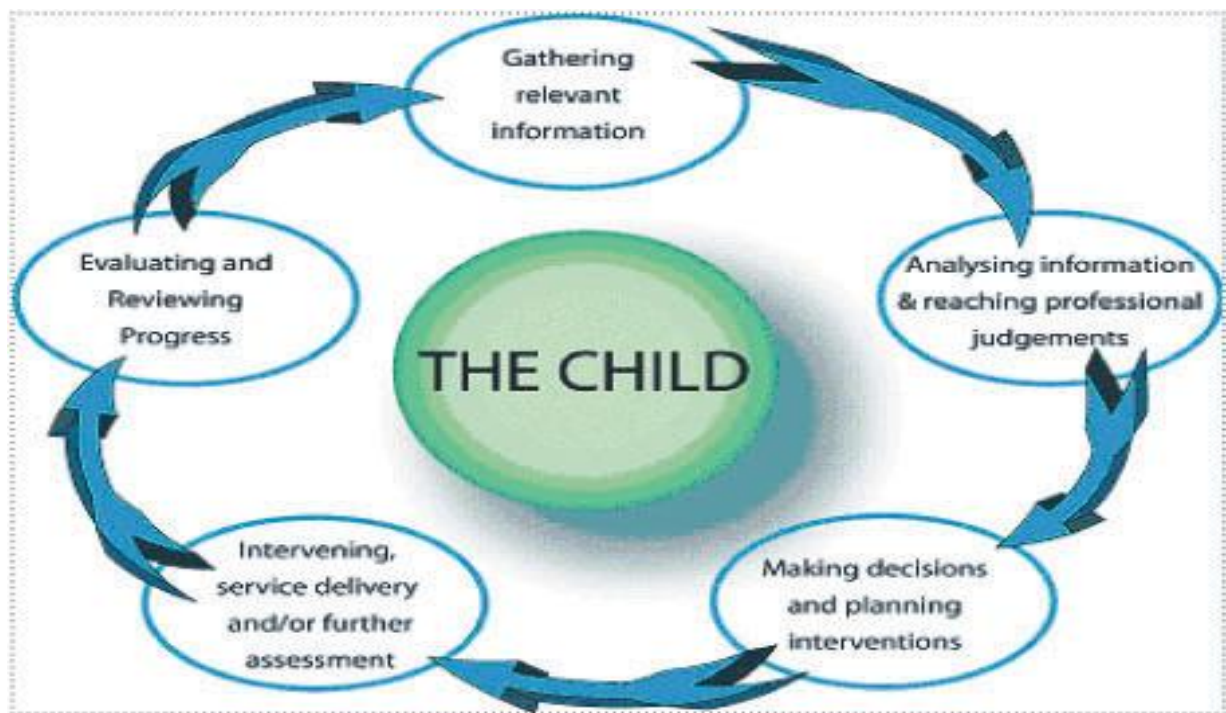 Gathering
relevant
information
Analysing information
& reaching professional
judgements
Making decisions
and planning
interventions
Intervening,
service delivery
and/or further
assessment
Evaluating and
Reviewing
Progress
THE CHILD